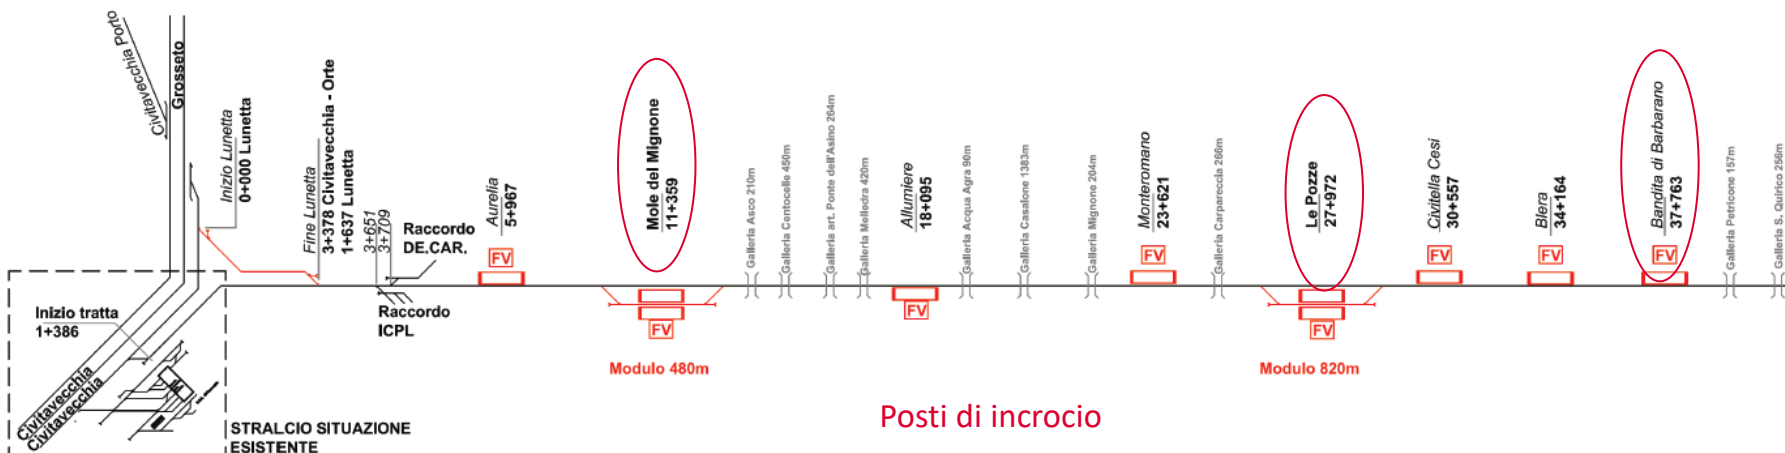 Civitavecchia Porto
Grosseto
Inizio Lunetta
0+000 Lunetta
Fine Lunetta
3+378 Civitavecchia - Orte
1+637 Lunetta
3+651
3+709
Raccordo
DE.CAR.
Raccordo
ICPL
Aurelia
5+967
FV
Mole del Mignone
11+359
FV
Modulo 480m
Galleria Asco 210m
Galleria Centocelle 450m
Galleria art. Ponte dell'Asino 264m
Galleria Melledra 420m
Allumiere
18+095
FV
Galleria Acqua Agra 90m
Galleria Casalone 1383m
Galleria Mignone 204m
Monteromano
23+621
FV
Galleria Carpareccia 266m
Le Pozze
27+972
FV
Modulo 820m
Civitella Cesi
30+557
FV
Blera
34+164
FV
Bandita di Barbarano
37+763
FV
Galleria Petricone 157m
Galleria S. Quirico 256m
Inizio tratta
1+386
Civitavecchia
Civitavecchia
STRALCIO SITUAZIONE
ESISTENTE
Posti di incrocio